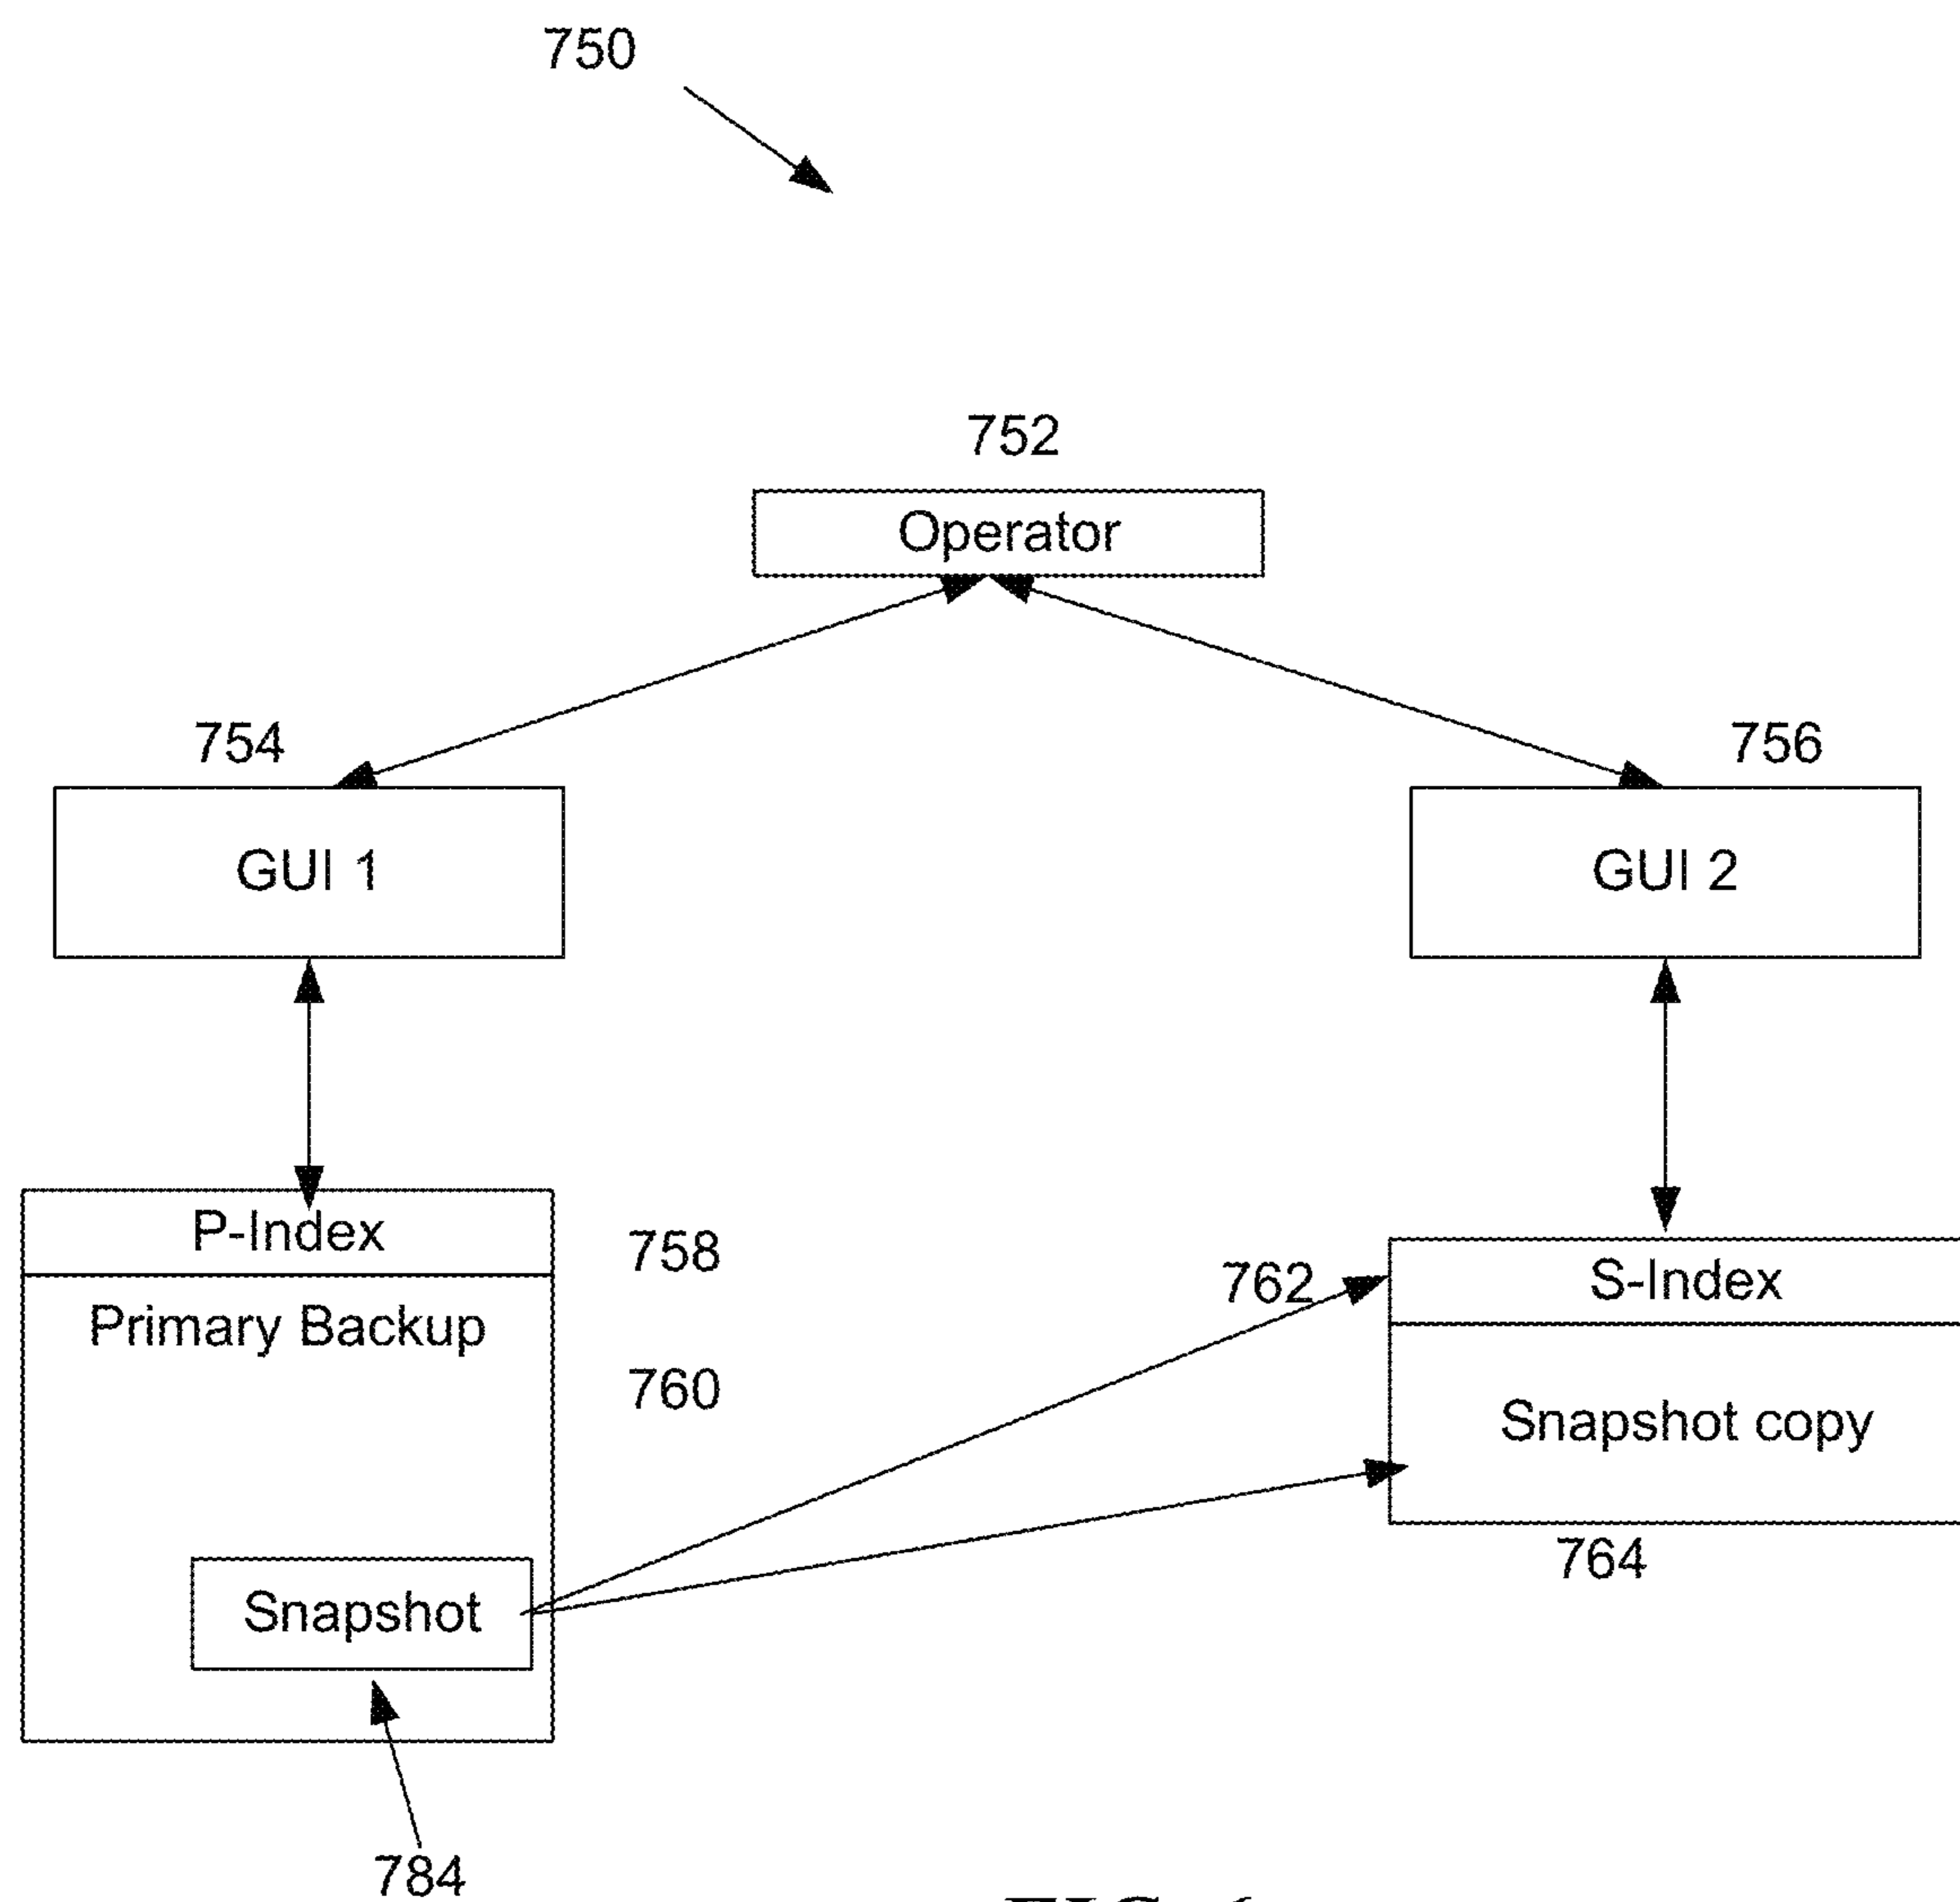 750
752
Operator
754
756
GUI 1
GUI 2
P-Index
758
762
S-Index
Primary Backup
760
Snapshot copy
764
Snapshot
784